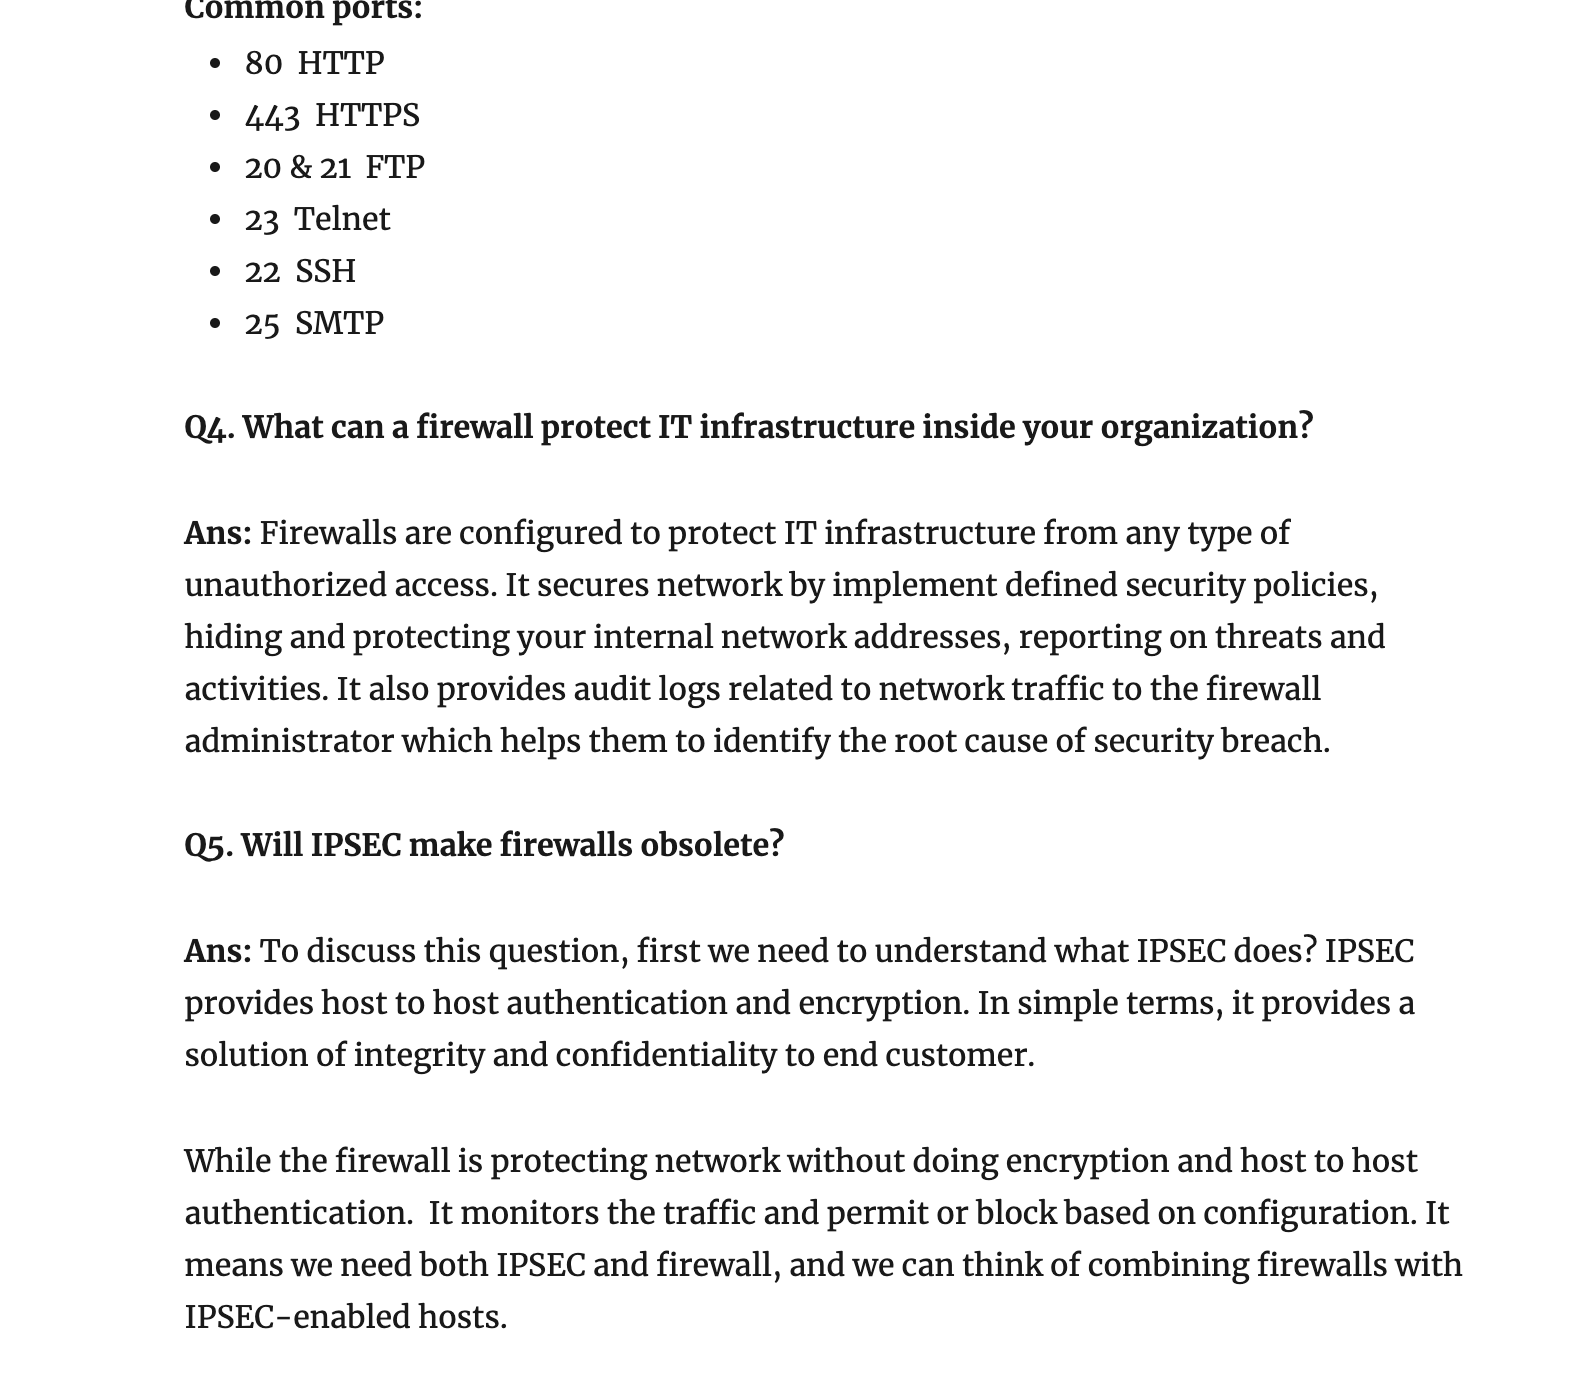 Common ports:
• 80  HTTP
• 443  HTTPS
• 20 & 21  FTP
• 23  Telnet
• 22  SSH
• 25  SMTP
Q4. What can a firewall protect IT infrastructure inside your organization?
Ans: Firewalls are configured to protect IT infrastructure from any type of
unauthorized access. It secures network by implement defined security policies,
hiding and protecting your internal network addresses, reporting on threats and
activities. It also provides audit logs related to network traffic to the firewall
administrator which helps them to identify the root cause of security breach.
Q5. Will IPSEC make firewalls obsolete?
Ans: To discuss this question, first we need to understand what IPSEC does? IPSEC
provides host to host authentication and encryption. In simple terms, it provides a
solution of integrity and confidentiality to end customer.
While the firewall is protecting network without doing encryption and host to host
authentication.  It monitors the traffic and permit or block based on configuration. It
means we need both IPSEC and firewall, and we can think of combining firewalls with
IPSEC-enabled hosts.